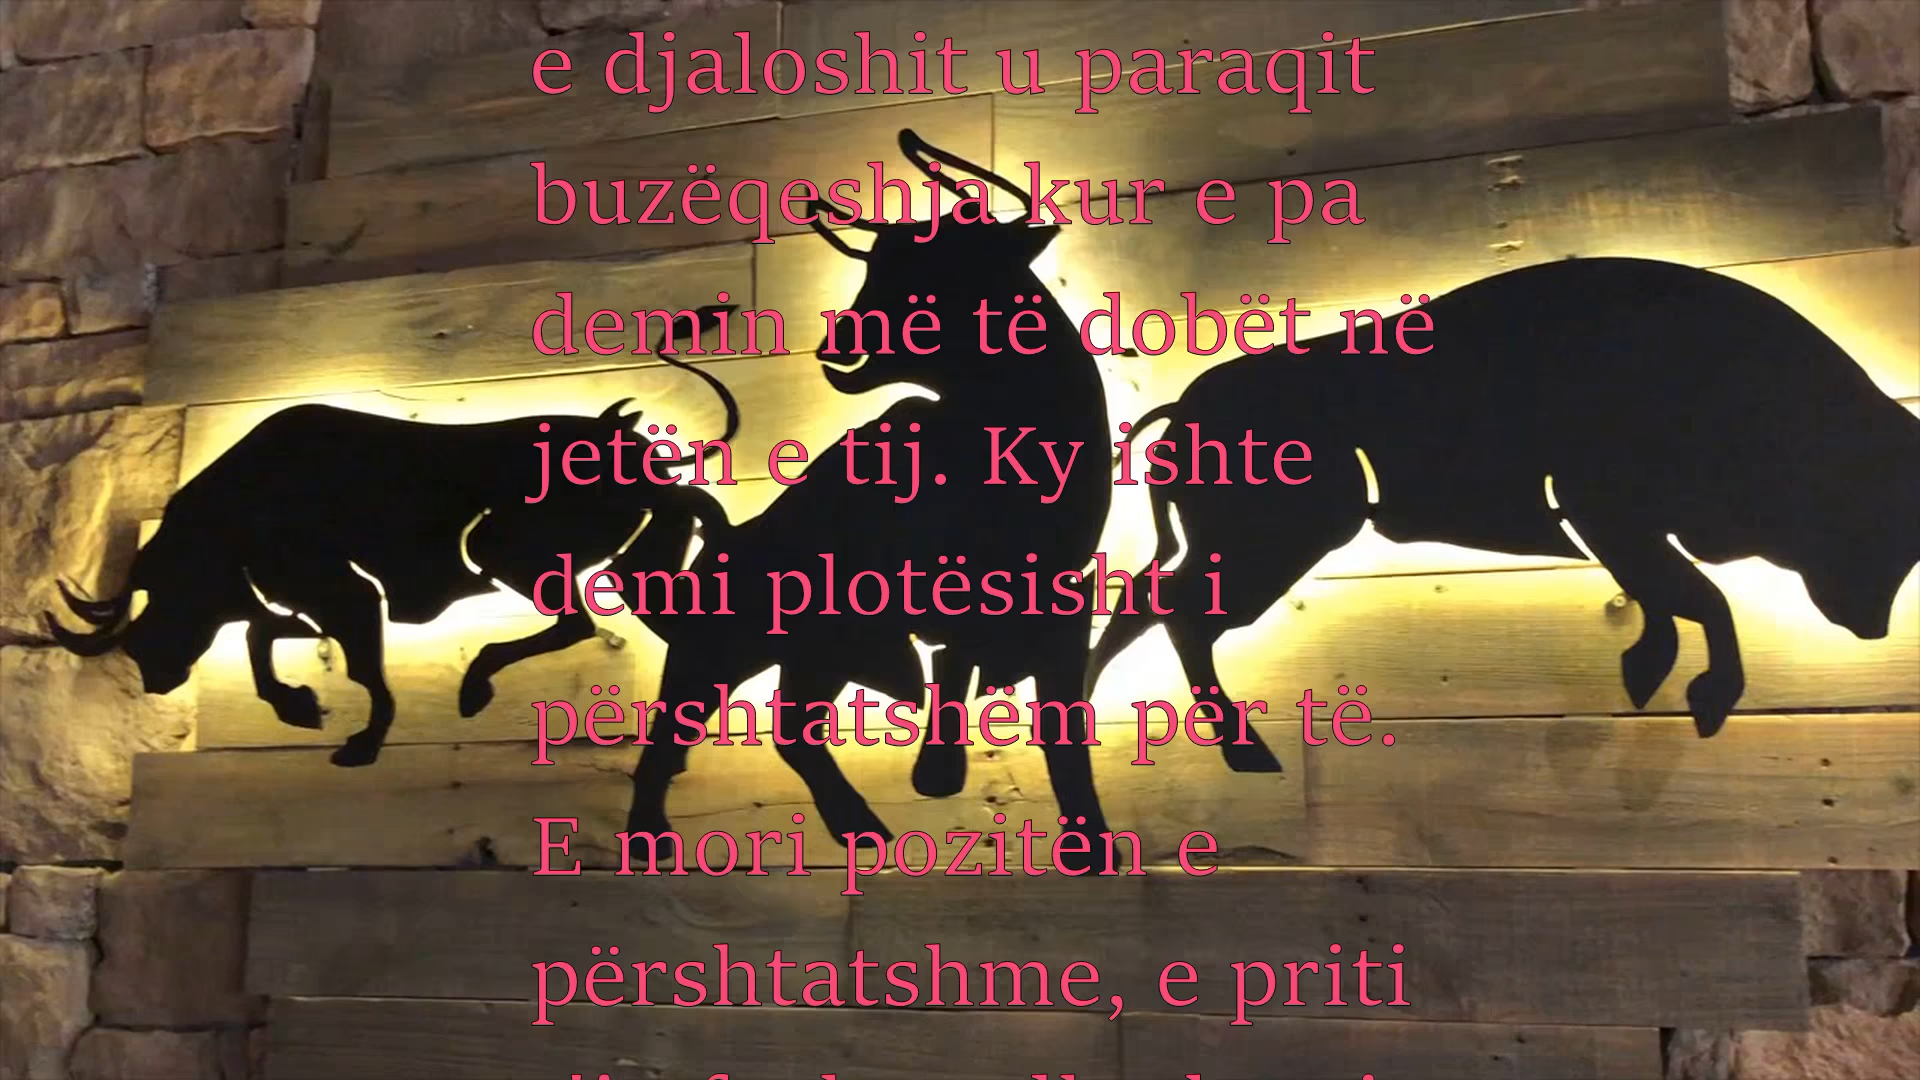 e djaloshit u paraqit
buzëqeshja kur e pa
demin më të dobët në
jetën e tij. Ky ishte
demi plotësisht i
përshtatshëm për të.
E mori pozitën e
përshtatshme, e priti